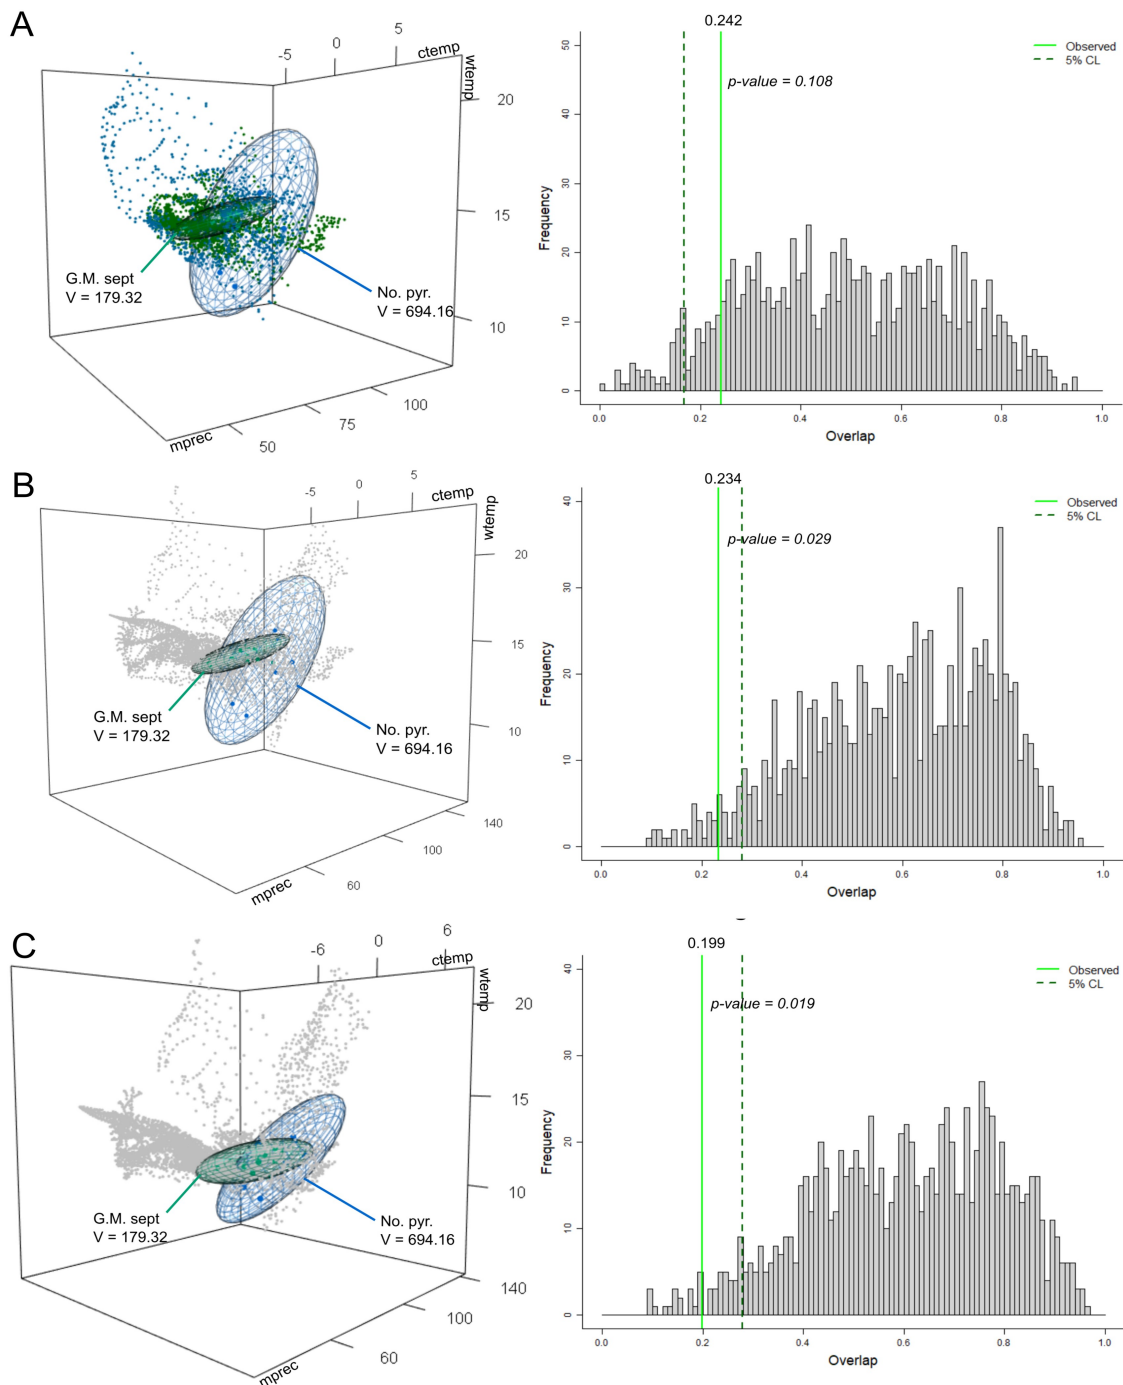 A
-5
0
5
ctemp
wtemp
20
15
10
G.M. sept
V = 179.32
No. pyr.
V = 694.16
100
75
50
mprec
0.242
p-value = 0.108
Observed
5% CL
Frequency
50
40
30
20
10
0
0.0
0.2
0.4
0.6
0.8
1.0
Overlap
B
-5
0
5
ctemp
wtemp
20
15
10
G.M. sept
V = 179.32
No. pyr.
V = 694.16
140
100
60
mprec
0.234
p-value = 0.029
Observed
5% CL
Frequency
40
30
20
10
0
0.0
0.2
0.4
0.6
0.8
1.0
Overlap
C
-6
0
6
ctemp
wtemp
20
15
10
G.M. sept
V = 179.32
No. pyr.
V = 694.16
140
100
60
mprec
0.199
p-value = 0.019
Observed
5% CL
Frequency
40
30
20
10
0
0.0
0.2
0.4
0.6
0.8
1.0
Overlap